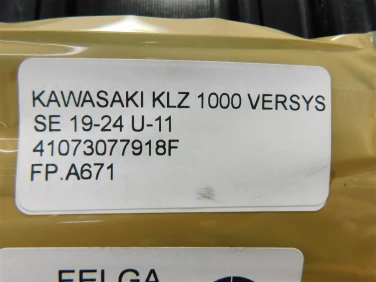 KAWASAKI KLZ 1000 VERSYS
SE 19-24 U-11
41073077918F
FP.A671
FELGA